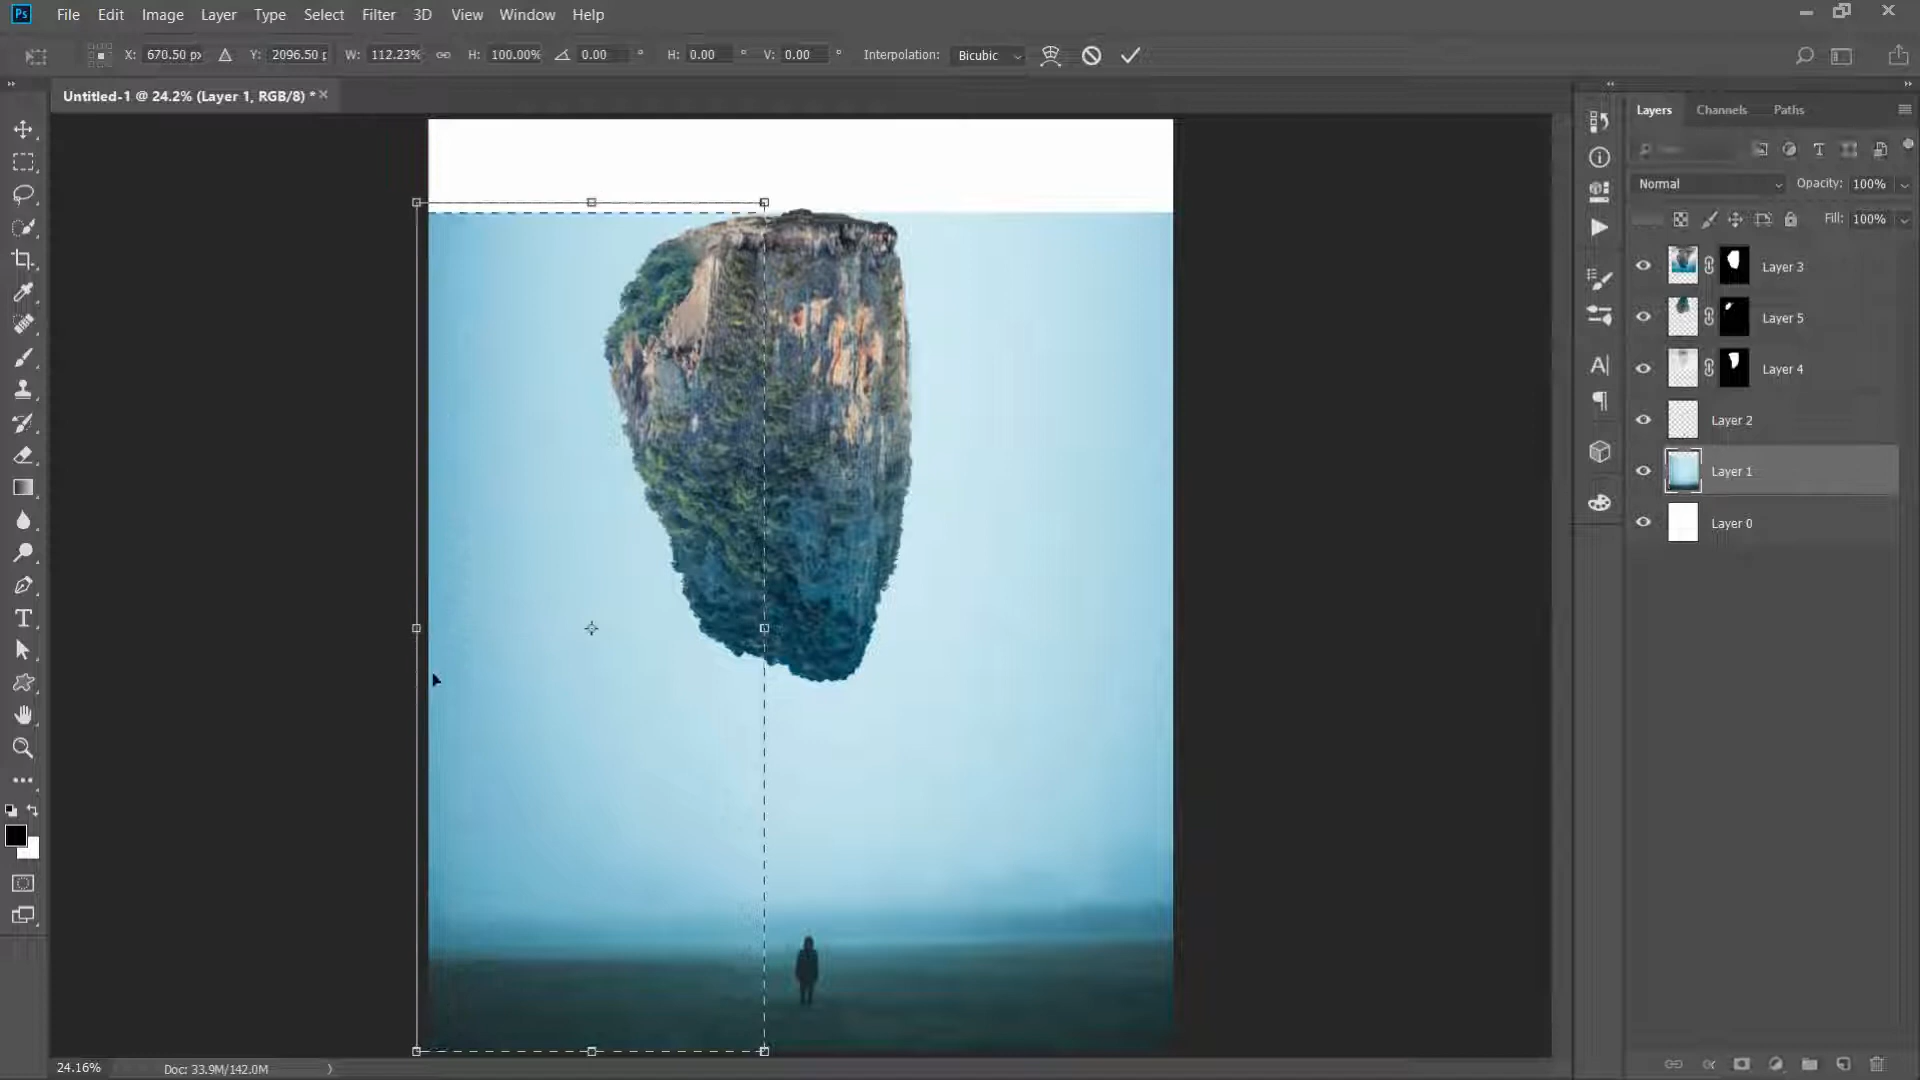 Ps File Edit Image Layer Type Select Filter 3D View Window Help
X: 670.50 px Y: 2096.50 p W: 112.23% H: 100.00% 0.00 ° H: 0.00 ° V: 0.00 ° Interpolation: Bicubic
Untitled-1 @ 24.2% (Layer 1, RGB/8) *
Layers Channels Paths
Normal Opacity: 100%
Fill: 100%
Layer 3
Layer 5
Layer 4
Layer 2
Layer 1
Layer 0
24.16% Doc: 33.9M/142.0M